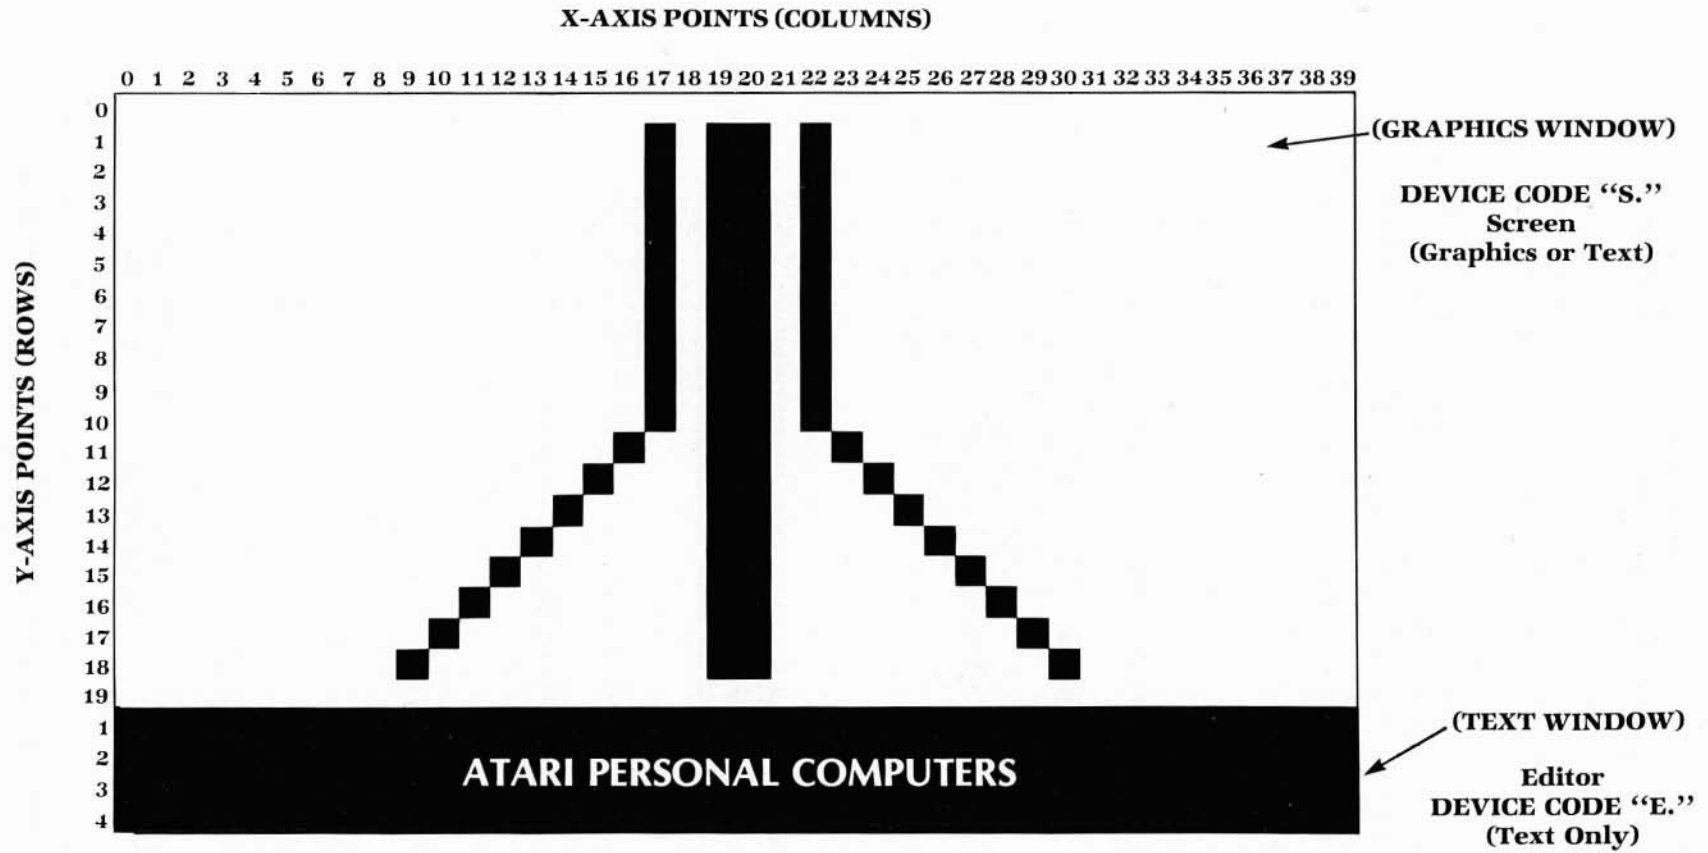 X-AXIS POINTS (COLUMNS)
0 1 2 3 4 5 6 7 8 9 10 11 12 13 14 15 16 17 18 19 20 21 22 23 24 25 26 27 28 29 30 31 32 33 34 35 36 37 38 39
Y-AXIS POINTS (ROWS)
0
1
2
3
4
5
6
7
8
9
10
11
12
13
14
15
16
17
18
19
1
2
3
4
(GRAPHICS WINDOW)
DEVICE CODE “S.”
Screen
(Graphics or Text)
ATARI PERSONAL COMPUTERS
(TEXT WINDOW)
Editor
DEVICE CODE “E.”
(Text Only)